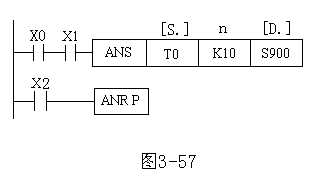 [S.] n [D.]
X0 X1 ANS T0 K10 S900
X2 ANR P
图3-57